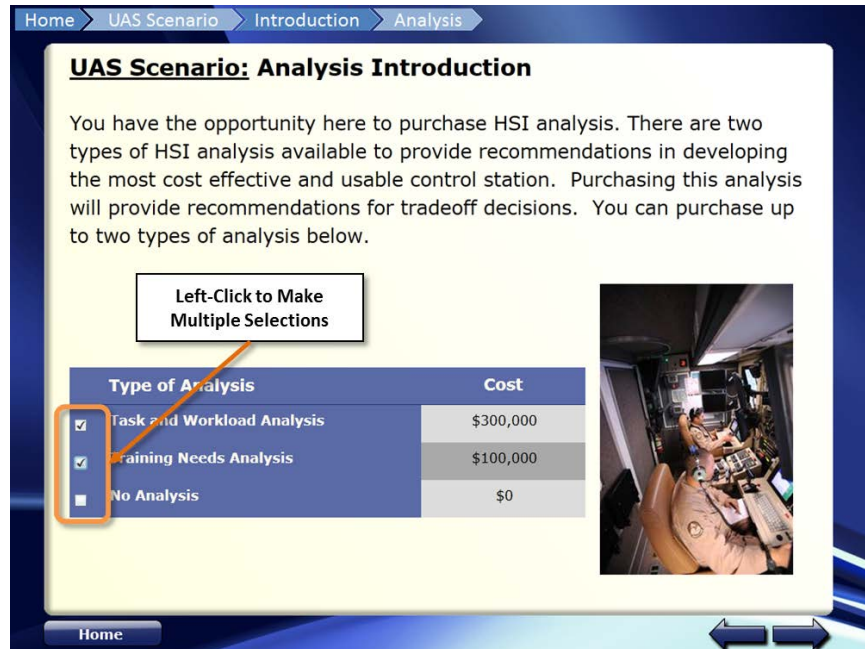 Home UAS Scenario Introduction Analysis
UAS Scenario: Analysis Introduction
You have the opportunity here to purchase HSI analysis. There are two
types of HSI analysis available to provide recommendations in developing
the most cost effective and usable control station. Purchasing this analysis
will provide recommendations for tradeoff decisions. You can purchase up
to two types of analysis below.
Left-Click to Make
Multiple Selections
Type of Analysis Cost
Task and Workload Analysis $300,000
Training Needs Analysis $100,000
No Analysis $0
Home